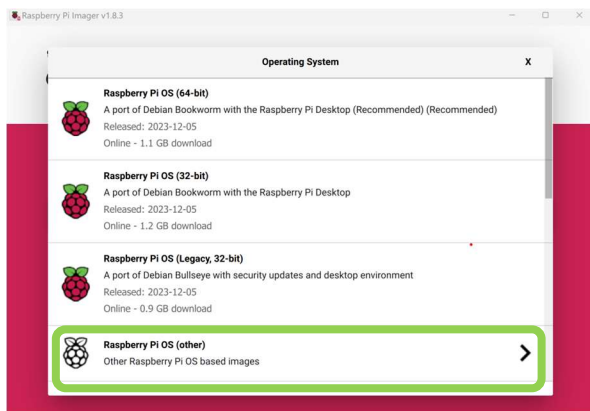 Raspberry Pi Imager v1.8.3
Operating System
X
Raspberry Pi OS (64-bit)
A port of Debian Bookworm with the Raspberry Pi Desktop (Recommended) (Recommended)
Released: 2023-12-05
Online - 1.1 GB download
Raspberry Pi OS (32-bit)
A port of Debian Bookworm with the Raspberry Pi Desktop
Released: 2023-12-05
Online - 1.2 GB download
Raspberry Pi OS (Legacy, 32-bit)
A port of Debian Bullseye with security updates and desktop environment
Released: 2023-12-05
Online - 0.9 GB download
Raspberry Pi OS (other)
Other Raspberry Pi OS based images